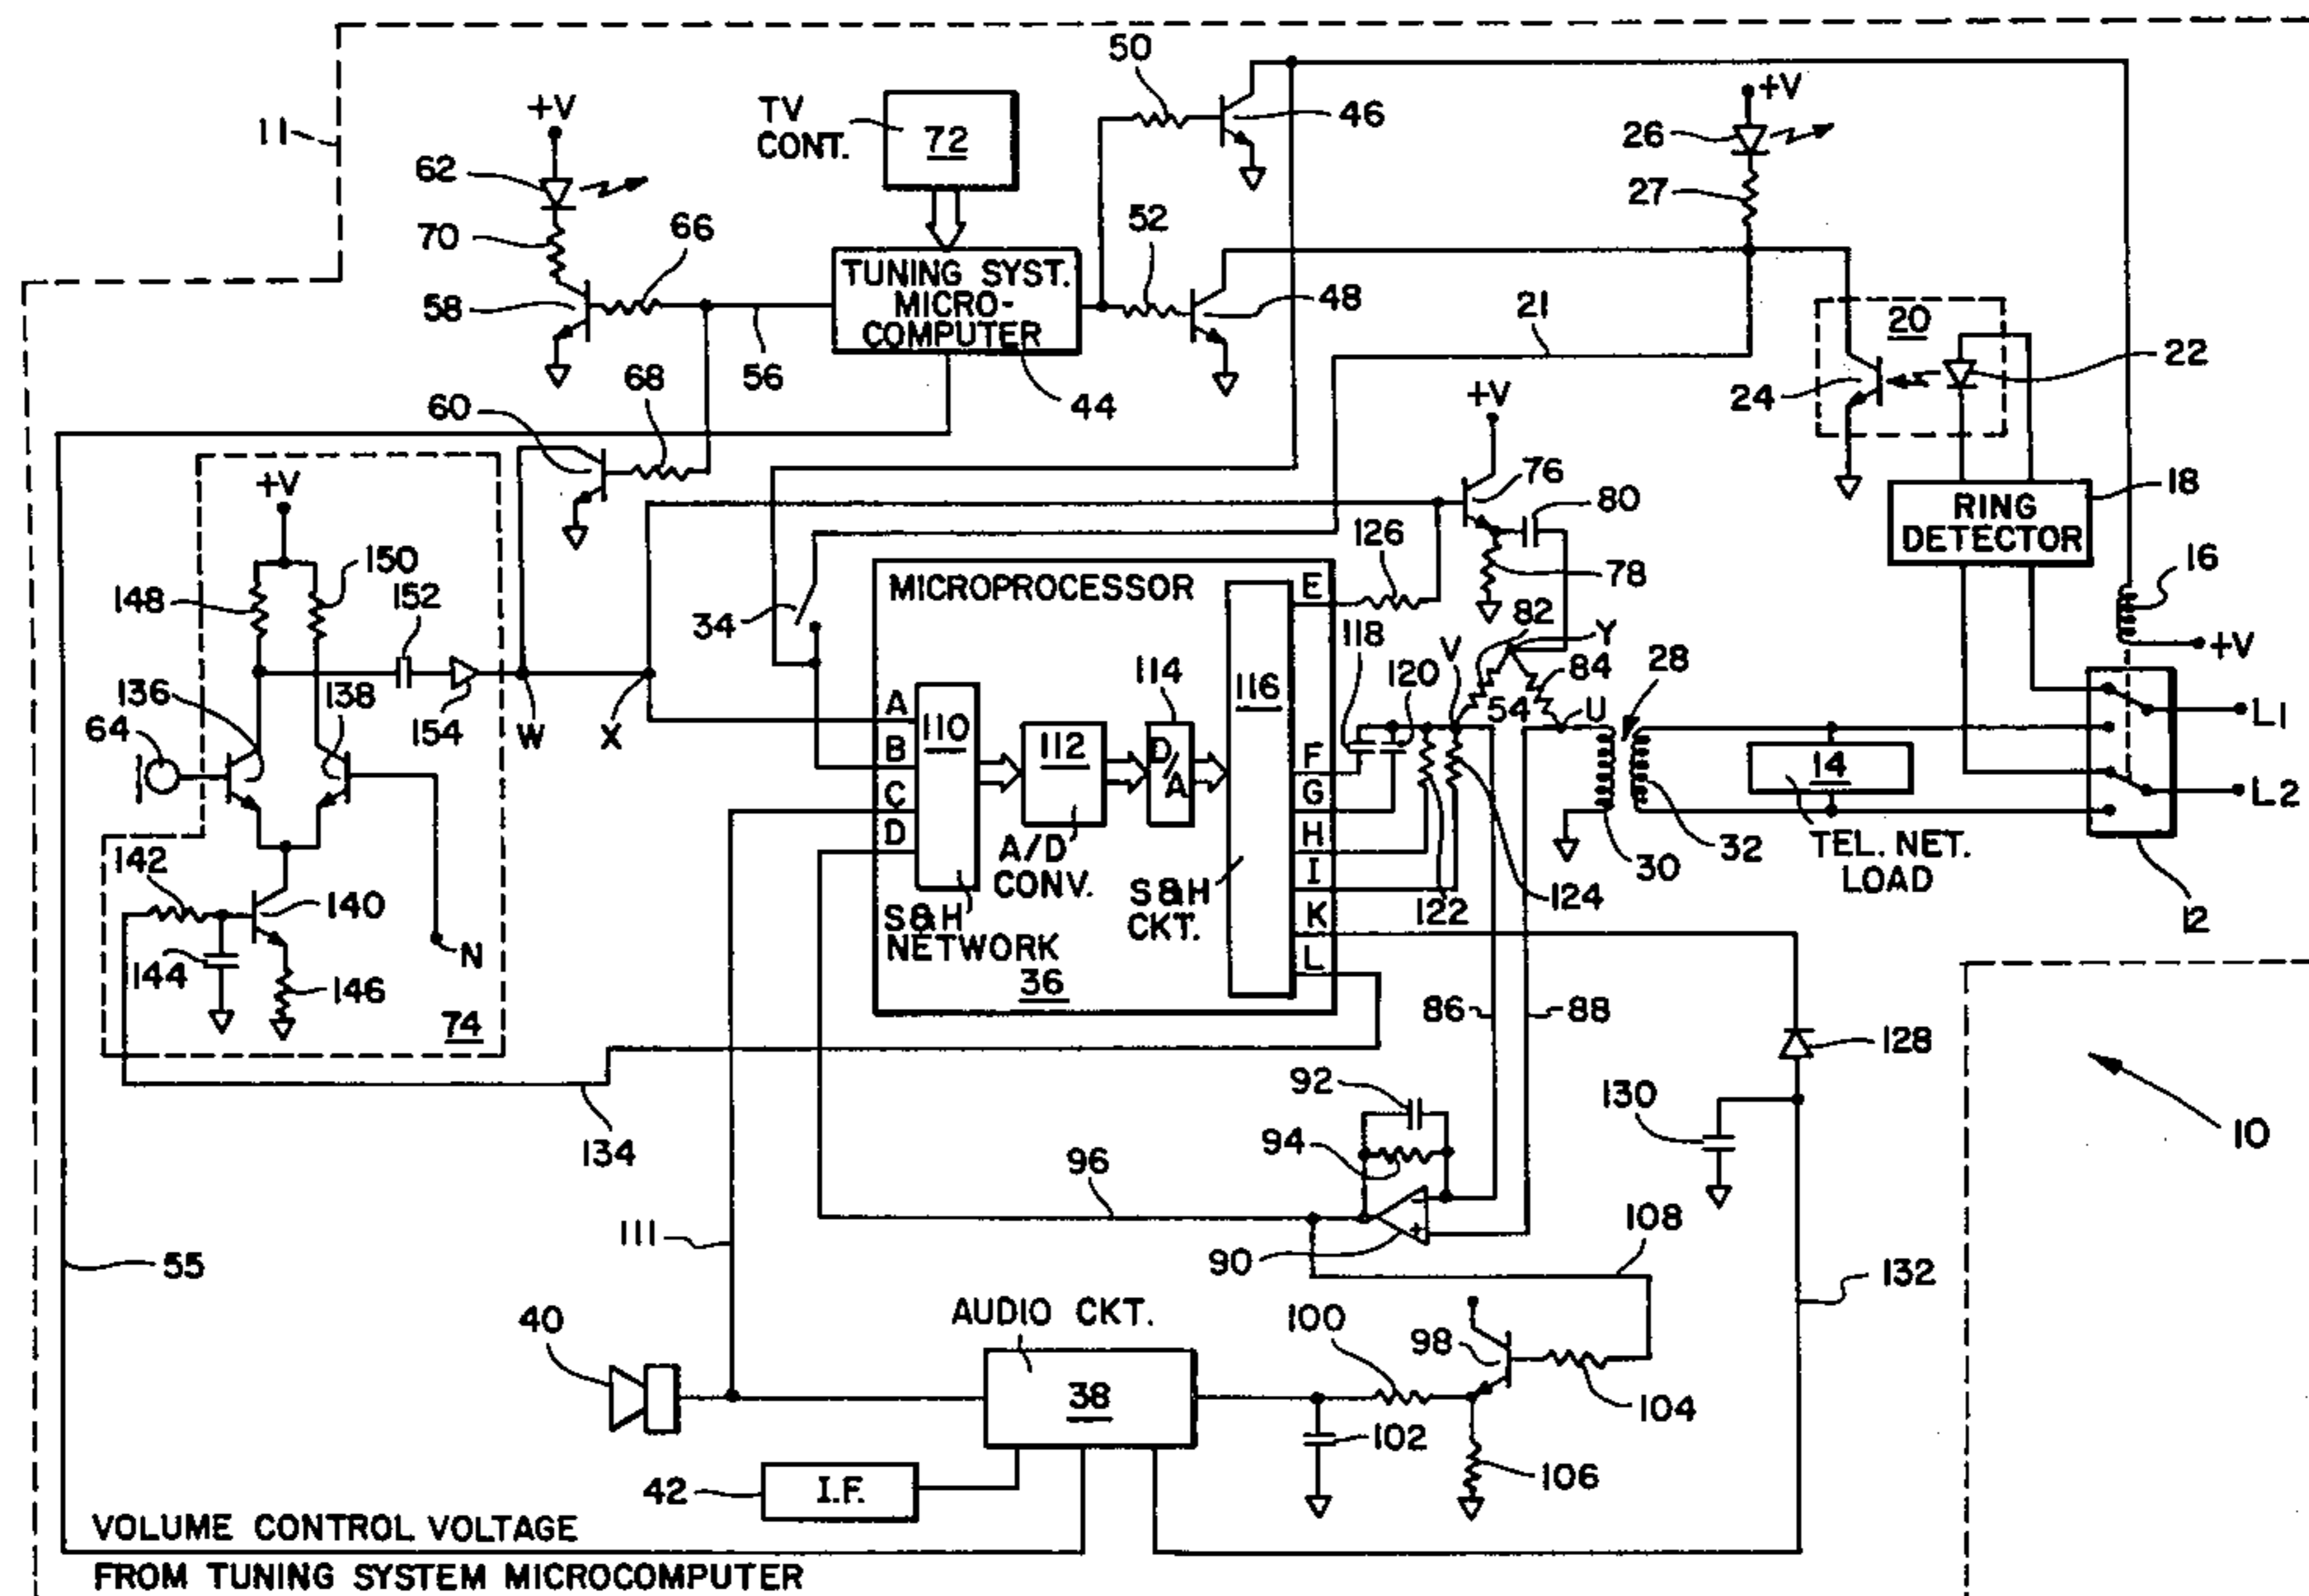 50
+V
TV
CONT.
72
46
+V
11
26
62
27
70
66
52
TUNING SYST.
MICRO-
COMPUTER
58
48
21
20
22
68
56
44
24
+V
60
+V
76
80
18
RING
DETECTOR
126
150
148
152
34
MICROPROCESSOR
E
78
16
118
82
Y
V
+V
28
120
84
114
116
136
138
A
110
54
U
L1
64
154
W
X
B
112
D/A
F
C
G
14
L2
D
H
A/D
CONV.
I
30
32
TEL. NET.
LOAD
142
140
S&H
NETWORK
S&H
CKT.
K
122
124
12
N
144
146
L
36
74
86
88
128
92
130
10
134
94
96
108
111
90
55
132
40
AUDIO CKT.
100
98
38
104
102
106
42
I.F.
VOLUME CONTROL VOLTAGE
FROM TUNING SYSTEM MICROCOMPUTER